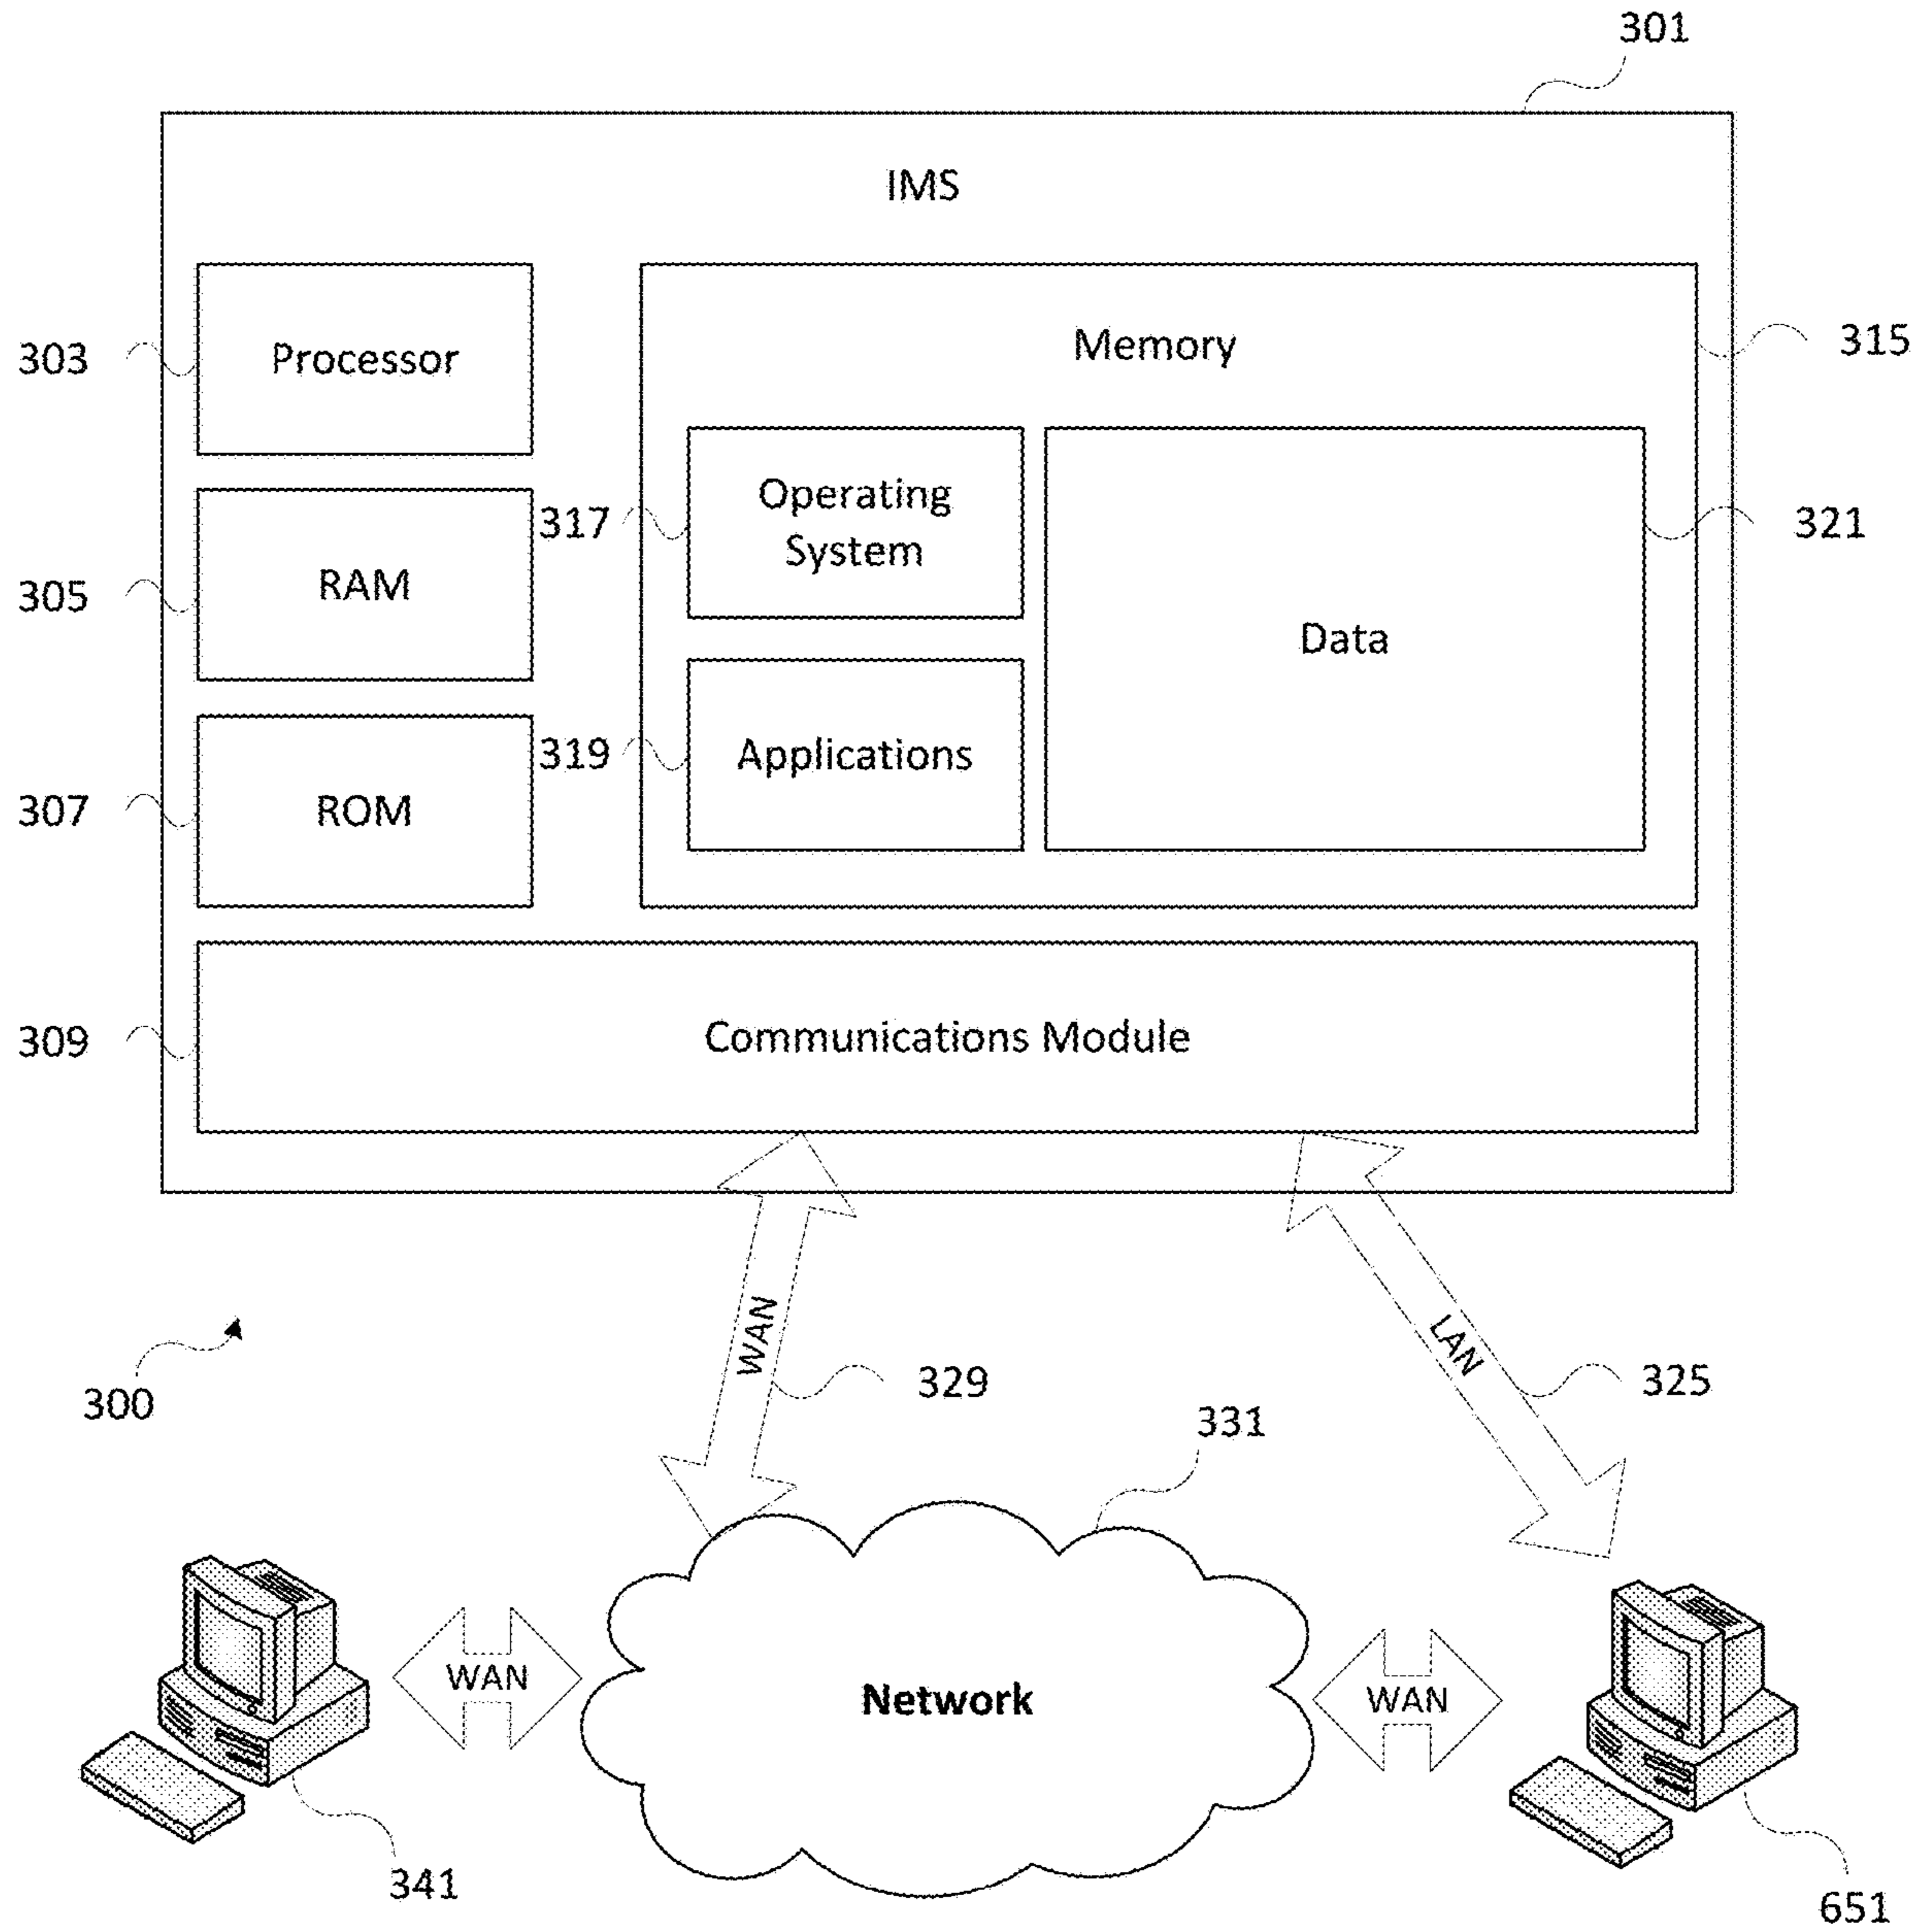 301
IMS
303
Processor
Memory
315
317
Operating
System
321
305
RAM
Data
319
Applications
307
ROM
309
Communications Module
WAN
LAN
329
325
300
331
WAN
Network
WAN
341
651